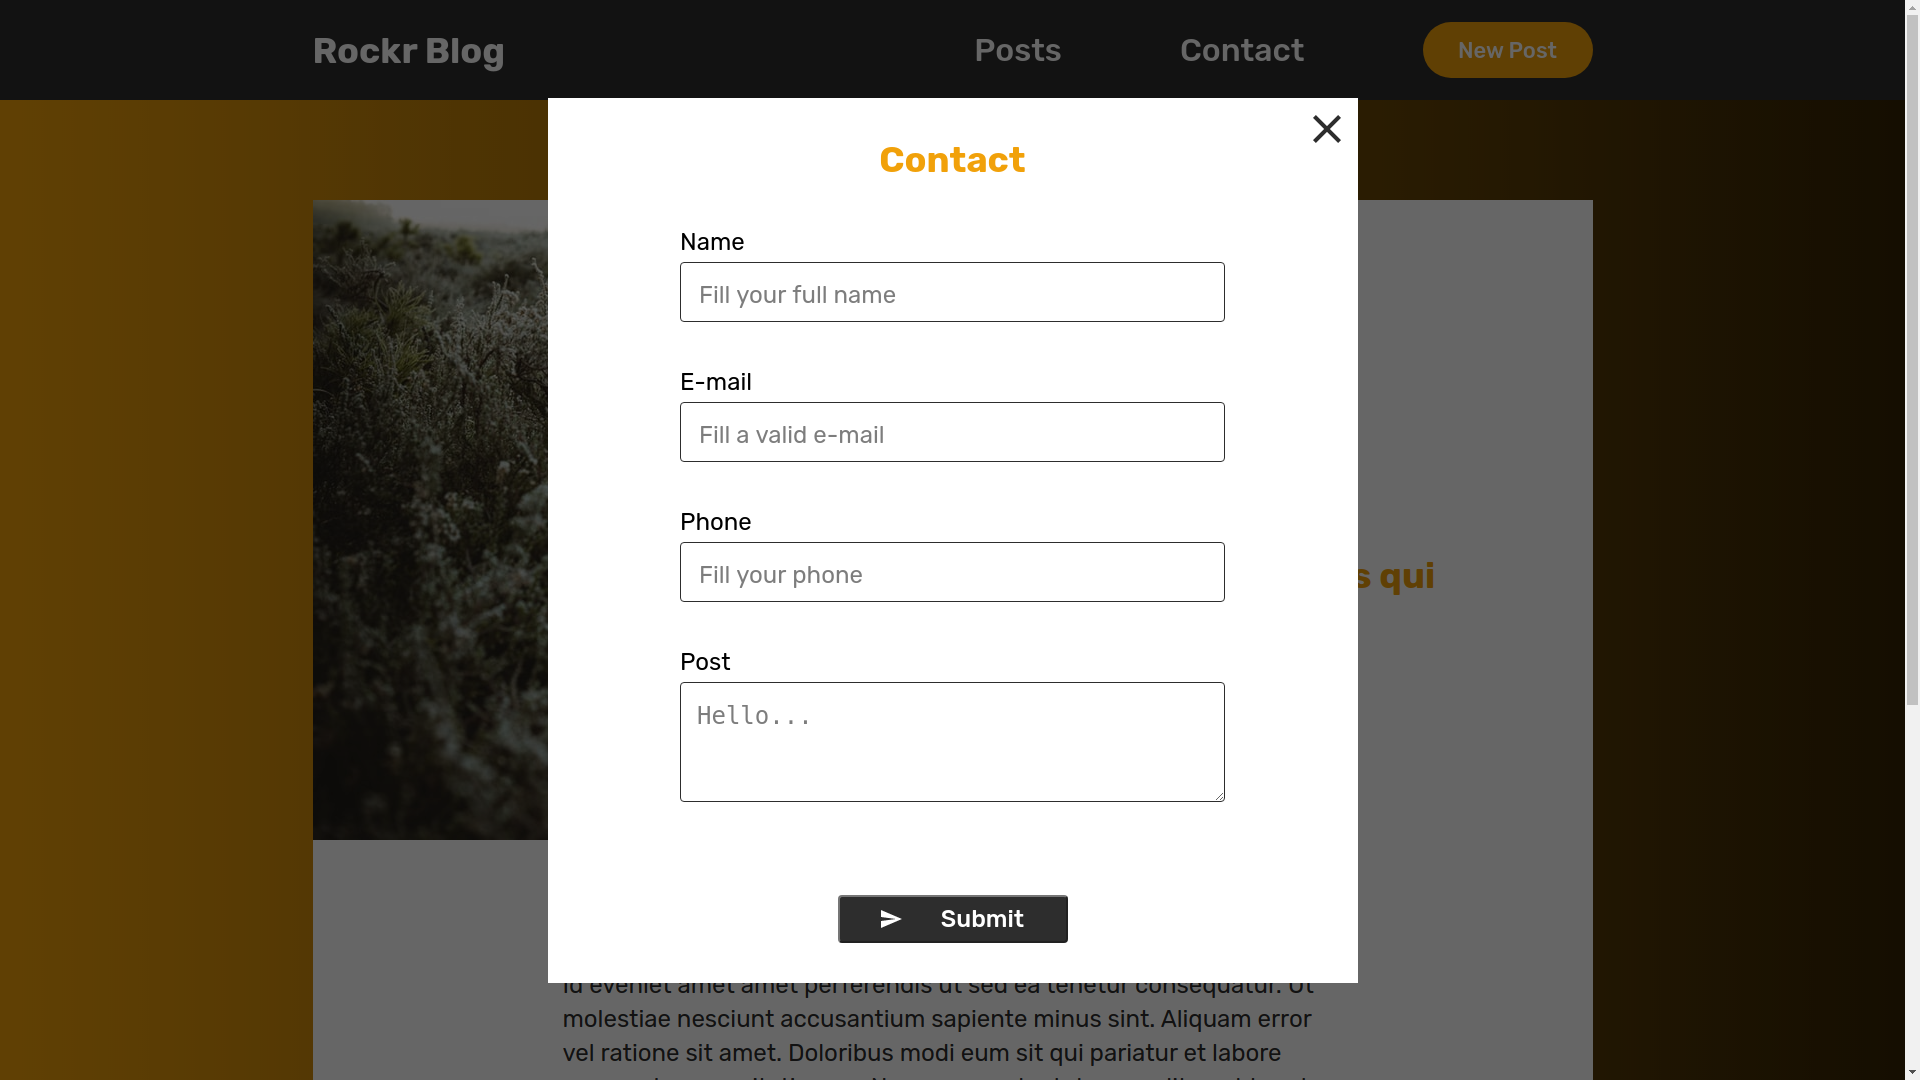 Rockr Blog
Posts
Contact
New Post
Contact
Name
Fill your full name
E-mail
Fill a valid e-mail
Phone
Fill your phone
s qui
Post
Hello...
Submit
Id eveniet amet amet perferendis ut sed ea tenetur consequatur. Ut
molestiae nesciunt accusantium sapiente minus sint. Aliquam error
vel ratione sit amet. Doloribus modi eum sit qui pariatur et labore